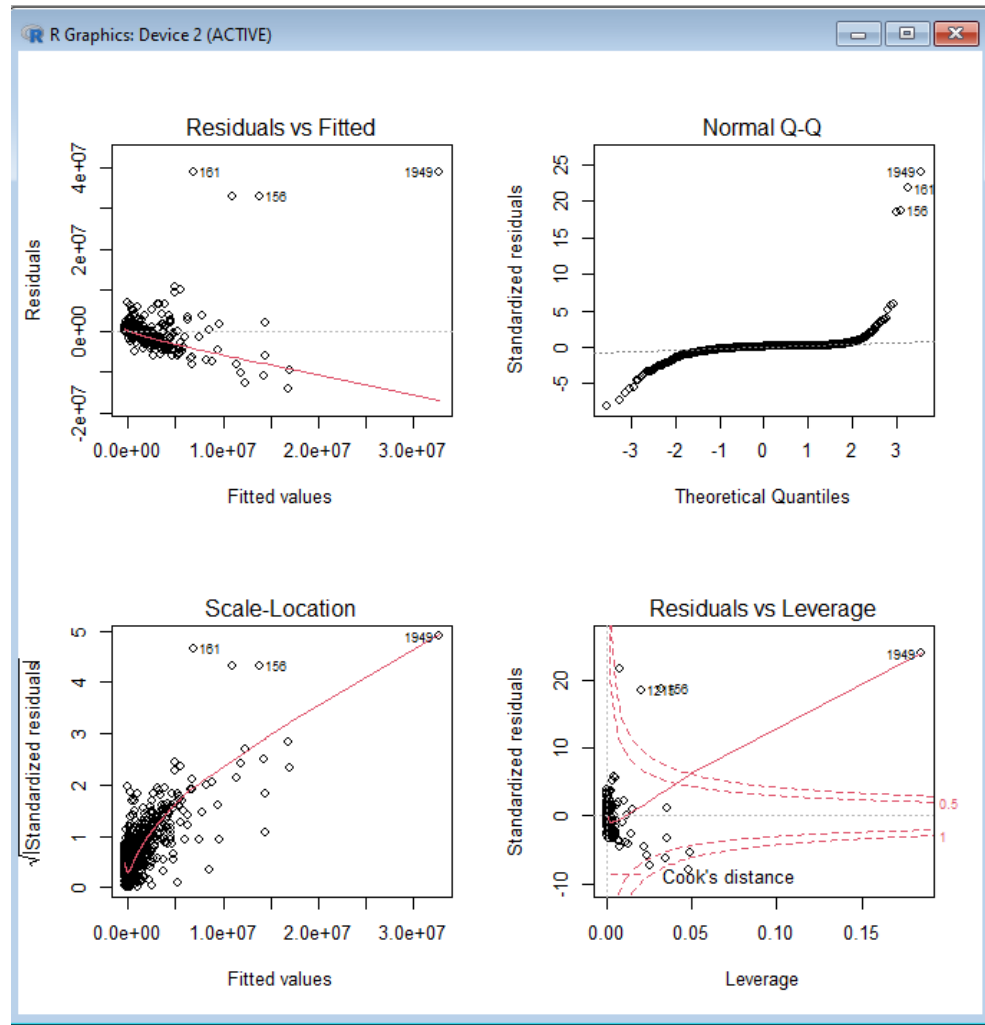 R Graphics: Device 2 (ACTIVE)
Residuals vs Fitted
Residuals
4e+07
2e+07
0e+00
-2e+07
161
1949
156
0.0e+00 1.0e+07 2.0e+07 3.0e+07
Fitted values
Normal Q-Q
Standardized residuals
25
20
15
10
5
0
-5
1949
161
156
-3 -2 -1 0 1 2 3
Theoretical Quantiles
Scale-Location
√|Standardized residuals|
5
4
3
2
1
0
161
1949
156
0.0e+00 1.0e+07 2.0e+07 3.0e+07
Fitted values
Residuals vs Leverage
Standardized residuals
20
10
0
-10
1949
156
0.5
1
Cook's distance
0.00 0.05 0.10 0.15
Leverage